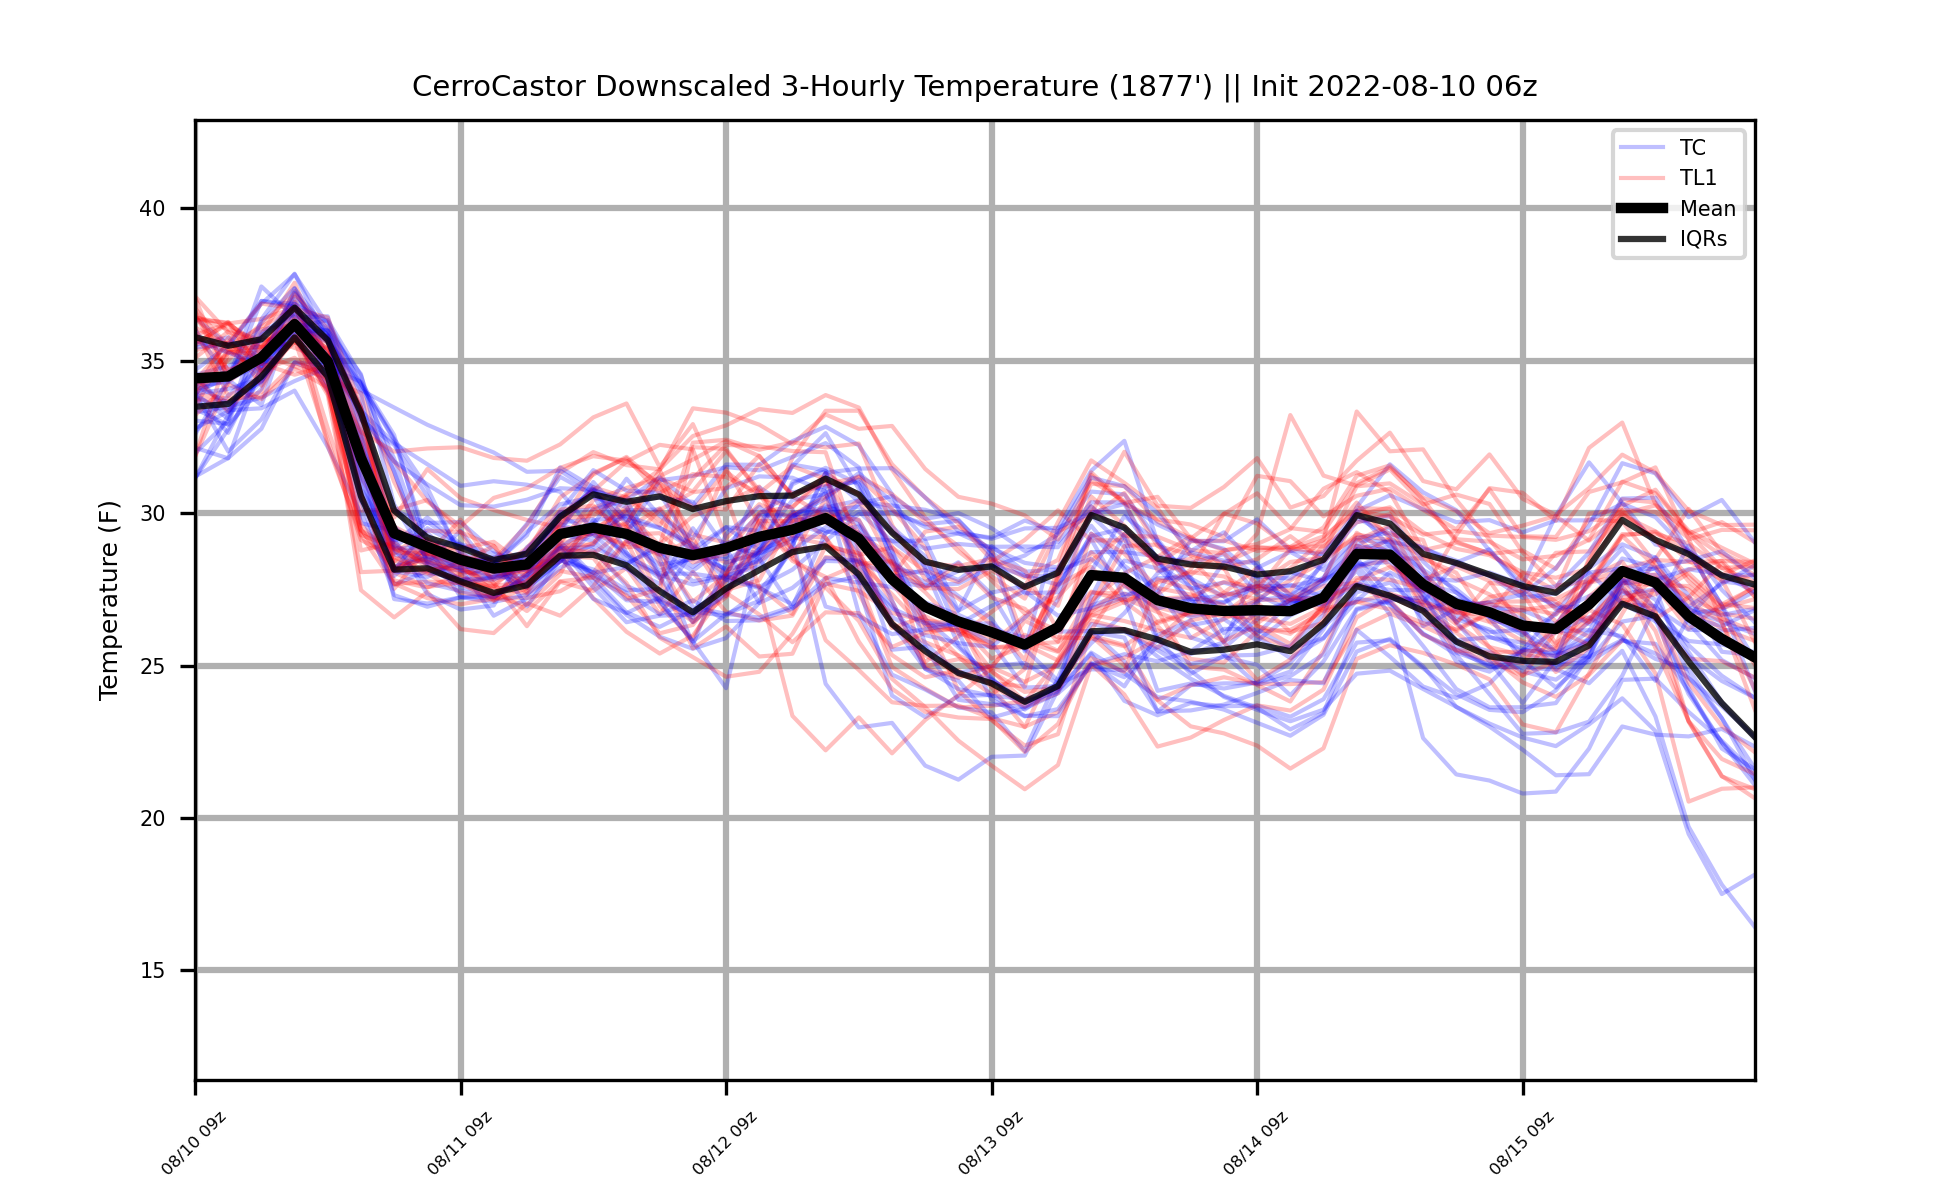 CerroCastor Downscaled 3-Hourly Temperature (1877') || Init 2022-08-10 06z
TC
TL1
Mean
IQRs
Temperature (F)
40
35
30
25
20
15
08/10 09z
08/11 09z
08/12 09z
08/13 09z
08/14 09z
08/15 09z